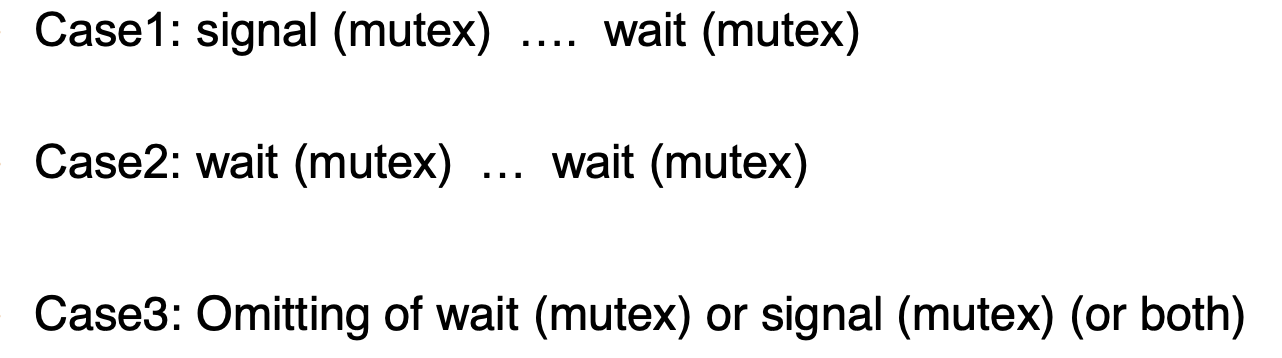 Case1: signal (mutex) .... wait (mutex)
Case2: wait (mutex) ... wait (mutex)
Case3: Omitting of wait (mutex) or signal (mutex) (or both)